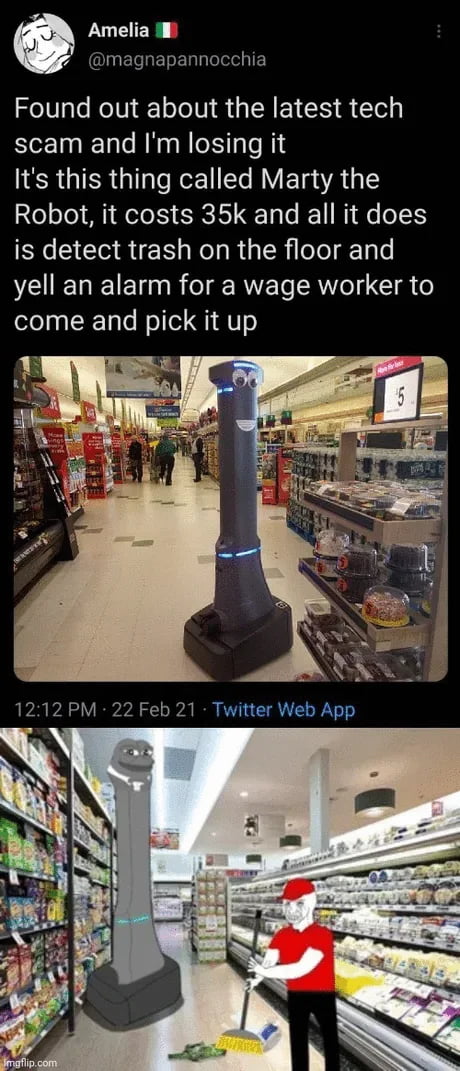 Amelia
@magnapannocchia
Found out about the latest tech
scam and I'm losing it
It's this thing called Marty the
Robot, it costs 35k and all it does
is detect trash on the floor and
yell an alarm for a wage worker to
come and pick it up
5
12:12 PM · 22 Feb 21 · Twitter Web App
imgflip.com